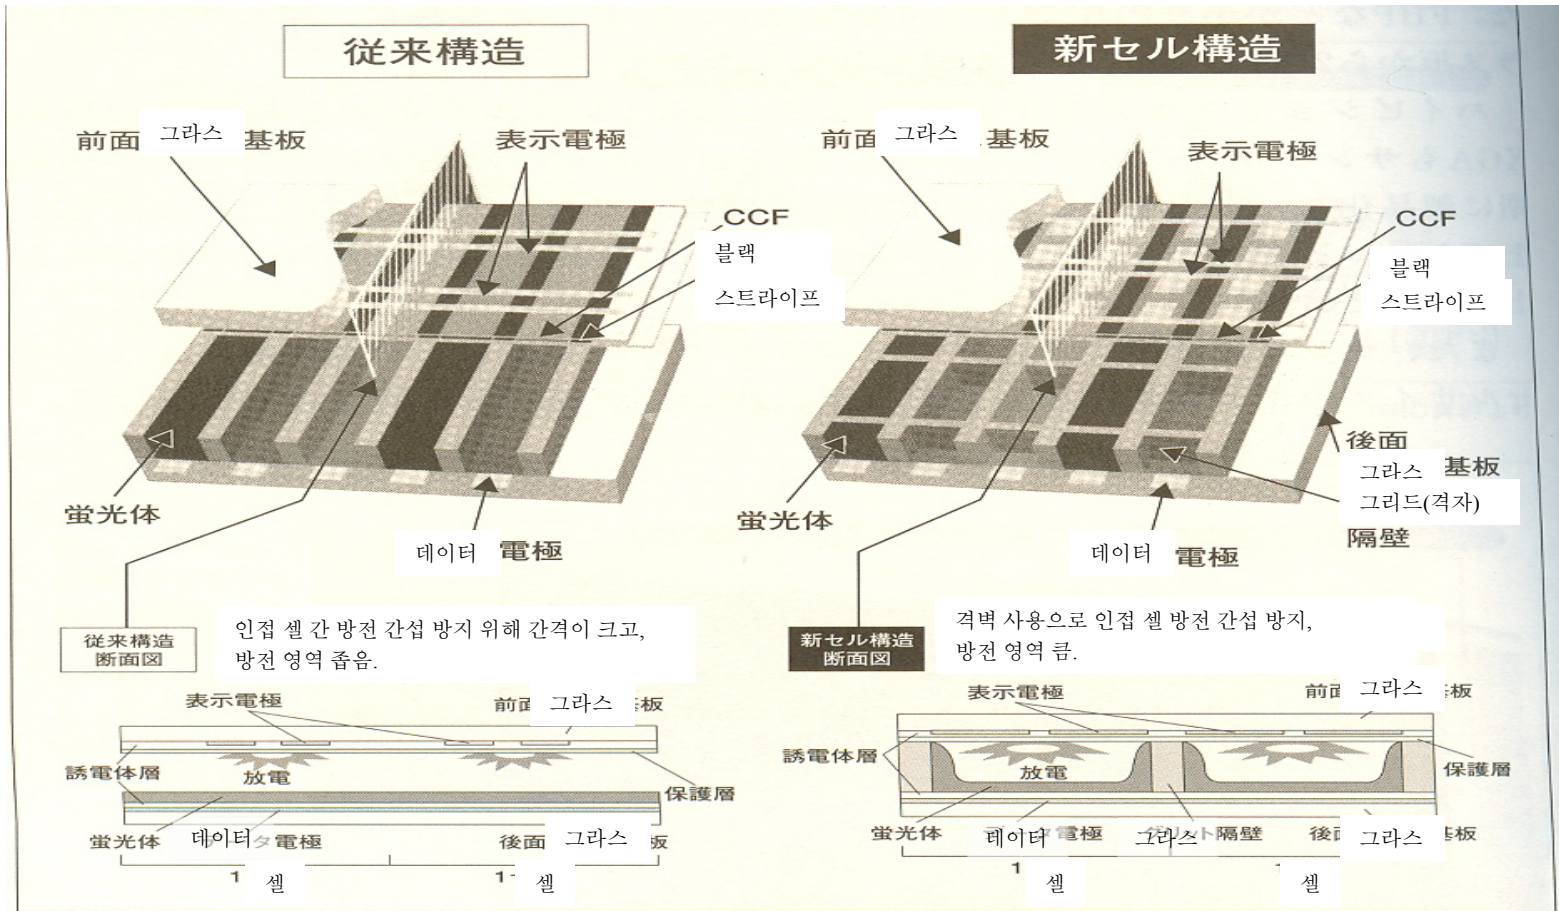 従来構造
新セル構造
前面 그라스 基板
表示電極
CCF
블랙
스트라이프
蛍光体
데이터 電極
前面 그라스 基板
表示電極
CCF
블랙
스트라이프
後面
그라스 基板
그리드(격자)
隔壁
蛍光体
데이터 電極
従来構造
断面図
인접 셀 간 방전 간섭 방지 위해 간격이 크고,
방전 영역 좁음.
新セル構造
断面図
격벽 사용으로 인접 셀 방전 간섭 방지,
방전 영역 큼.
表示電極
前面 그라스 基板
誘電体層
放電
保護層
蛍光体
데이터 タ電極
後面 그라스 板
1 셀
1 셀
表示電極
前面 그라스 基板
誘電体層
放電
保護層
蛍光体
데이터 タ電極
그라스 ト隔壁
後面 그라스 基板
1 셀
셀